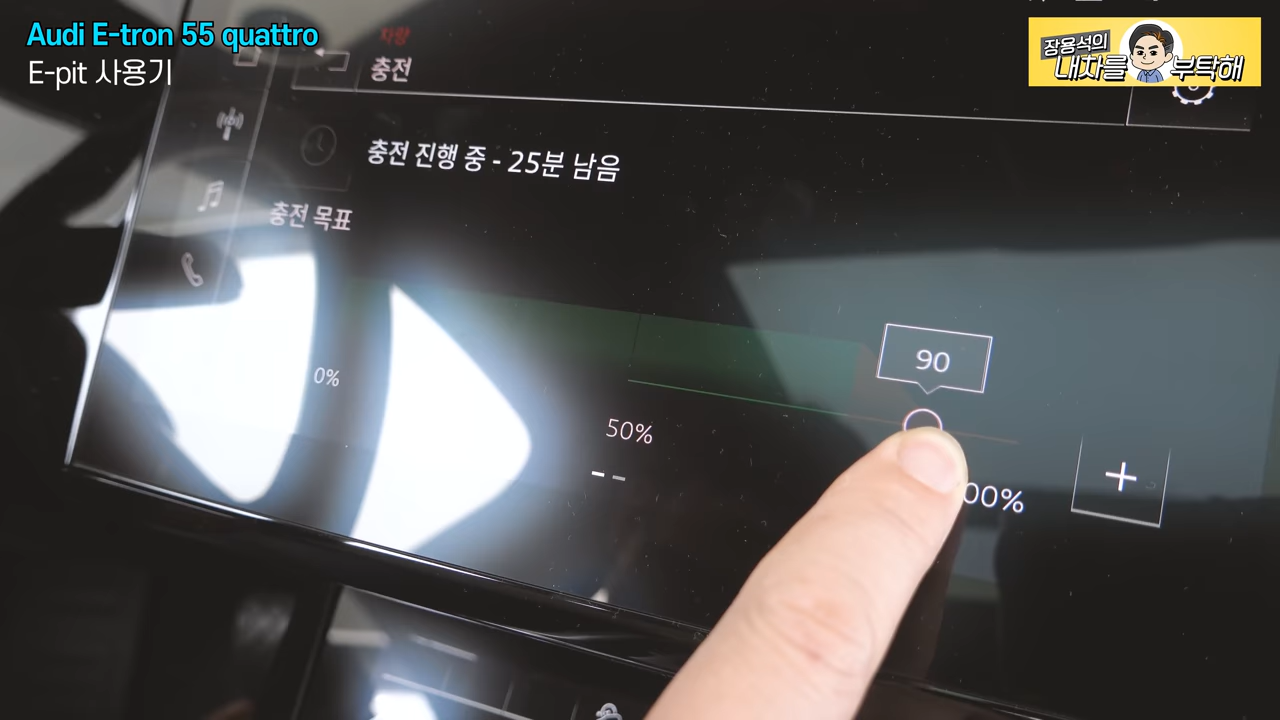 Audi E-tron 55 quattro
E-pit 사용기
장용석의
내차를 부탁해
차량
충전
충전 진행 중 - 25분 남음
충전 목표
90
0%
50%
00%
+